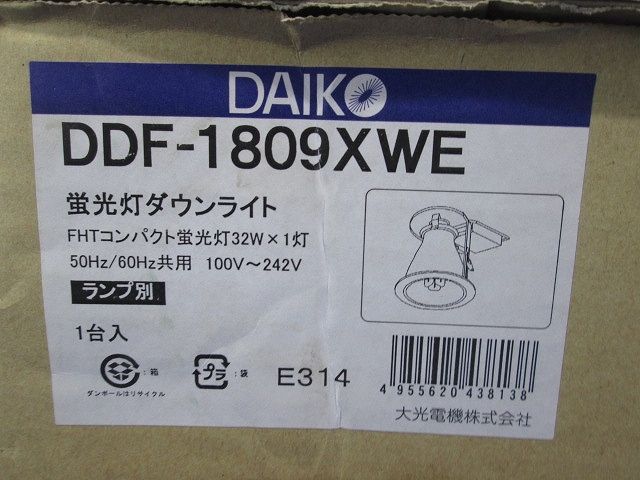 DAIKO
DDF-1809XWE
蛍光灯ダウンライト
FHTコンパクト蛍光灯32W×1灯
50Hz/60Hz共用 100V～242V
ランプ別
1台入
:箱
プラ
:袋
E314
ダンボールはリサイクル
4955620438138
大光電機株式会社